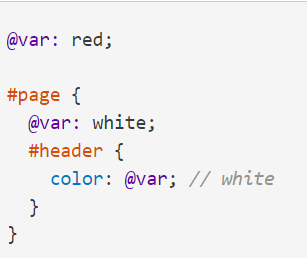 @var: red;
#page {
@var: white;
#header {
color: @var; // white
}
}